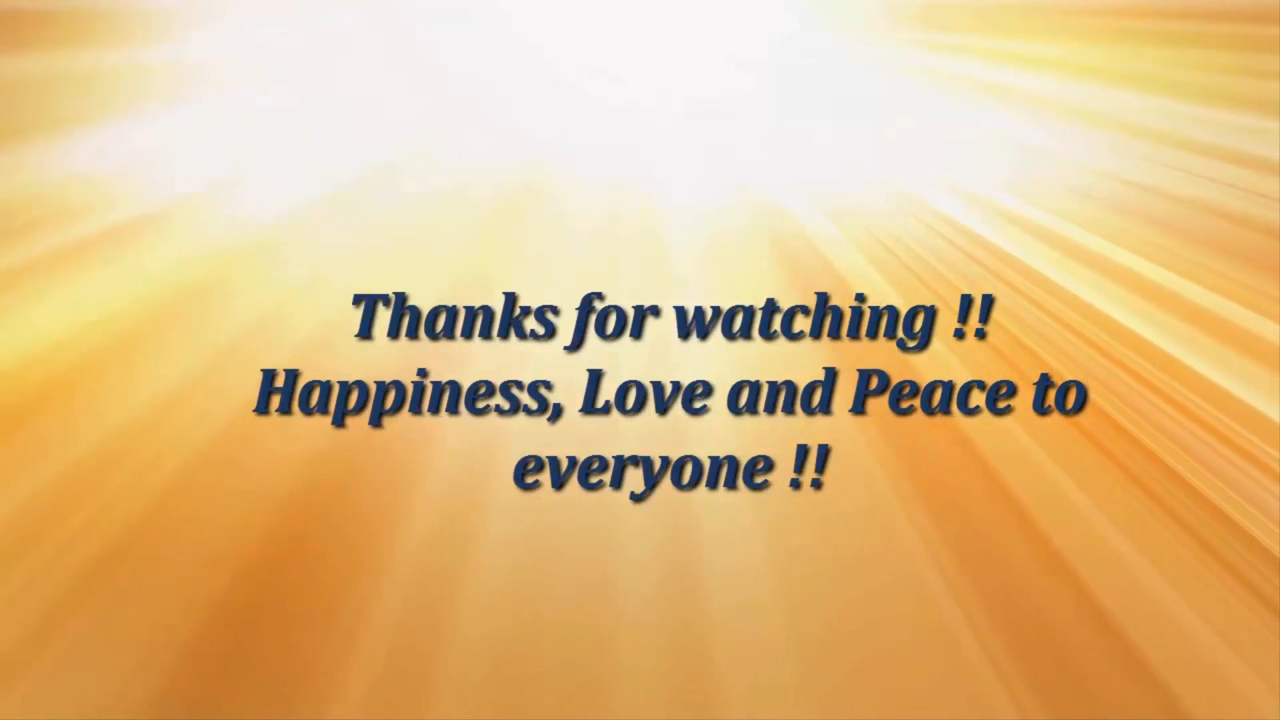 Thanks for watching !!
Happiness, Love and Peace to
everyone !!